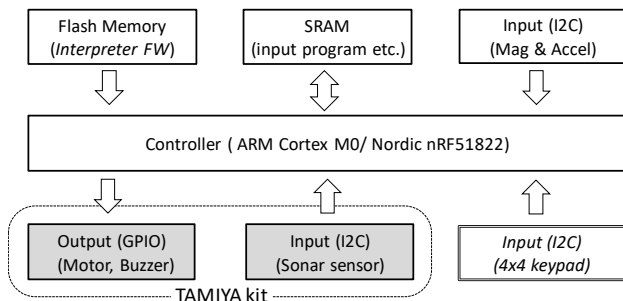 Flash Memory
(Interpreter FW)
SRAM
(input program etc.)
Input (I2C)
(Mag & Accel)
Controller ( ARM Cortex M0/ Nordic nRF51822)
Output (GPIO)
(Motor, Buzzer)
Input (I2C)
(Sonar sensor)
Input (I2C)
(4x4 keypad)
TAMIYA kit